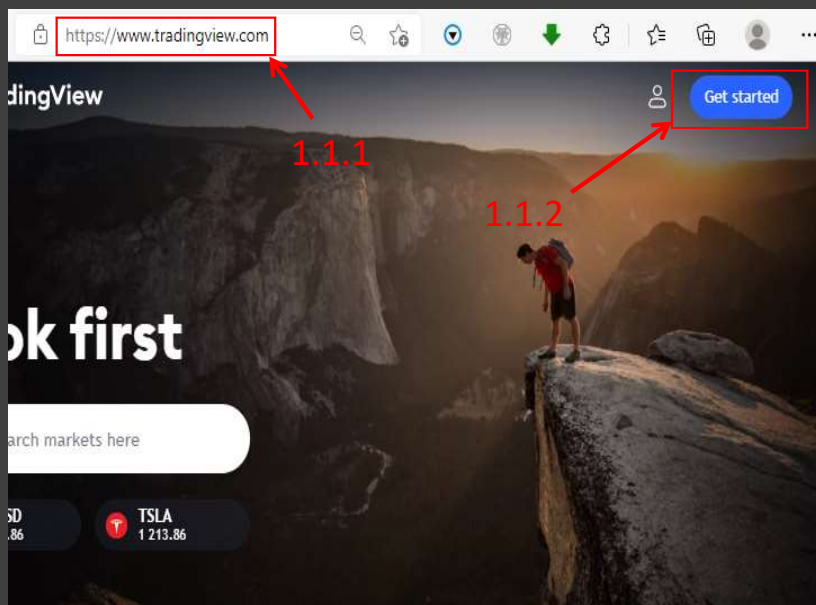 https://www.tradingview.com
dingView
Get started
1.1.1
1.1.2
ok first
arch markets here
SD
.86
TSLA
1 213.86